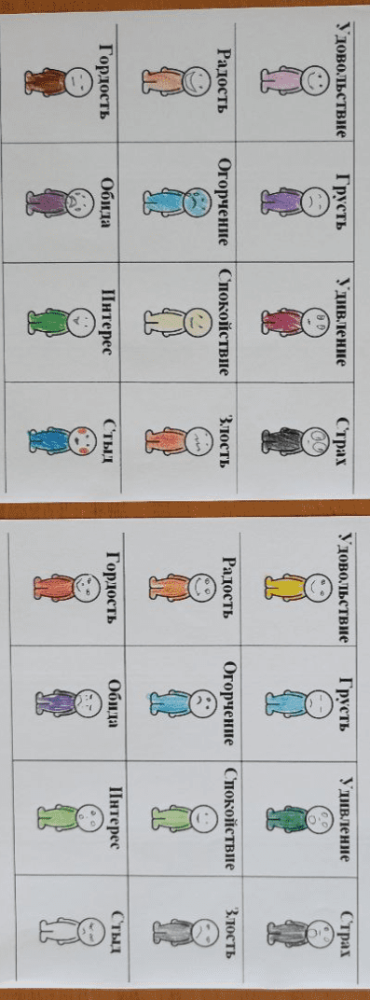 Удовольствие Грусть Удивление Страх
Радость Огорчение Спокойствие Злость
Гордость Обида Интерес Стыд
Удовольствие Грусть Удивление Страх
Радость Огорчение Спокойствие Злость
Гордость Обида Интерес Стыд